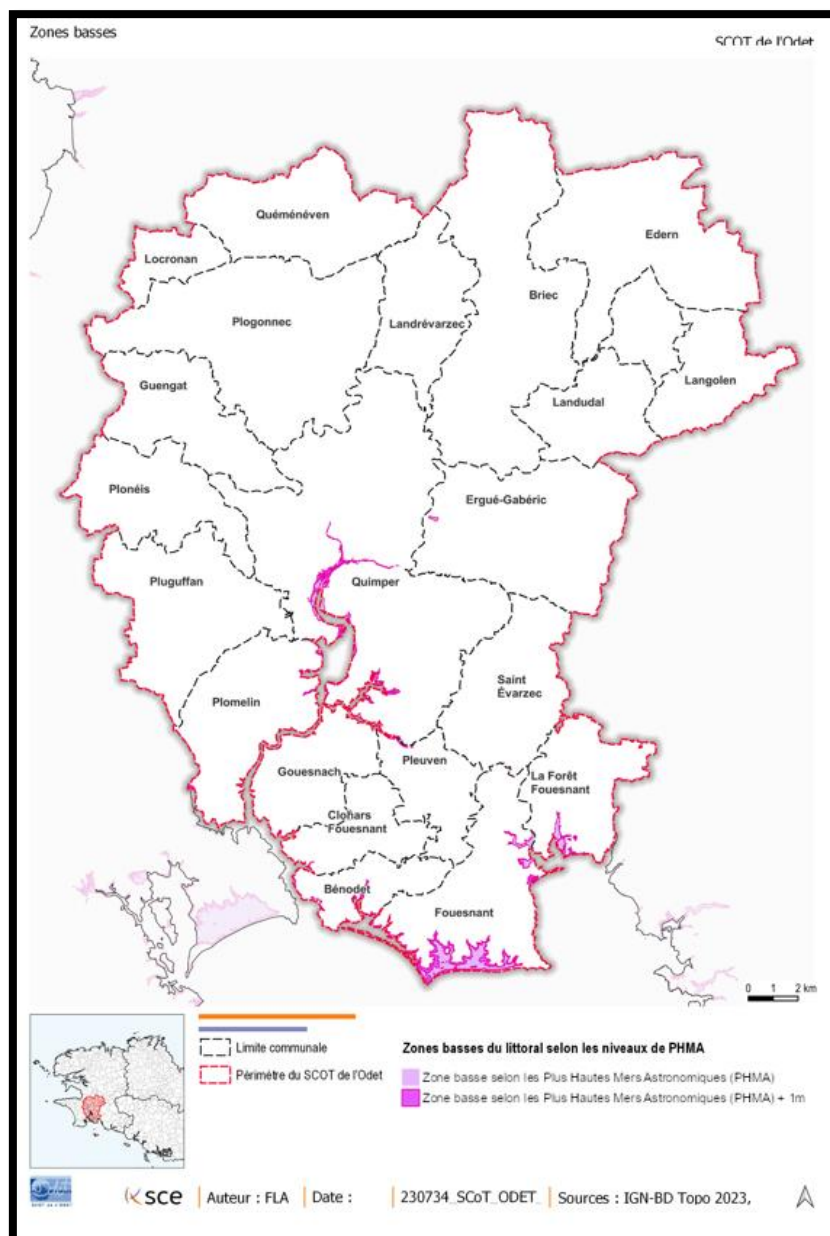 Zones basses
SCOT de l'Odet
Quéménéven
Edern
Locronan
Briec
Plogonnec
Landrévarzec
Guengat
Langolen
Landudal
Plonéis
Ergué-Gabéric
Pluguffan
Quimper
Saint
Évarzec
Plomelin
Pleuven
Gouesnach
La Forêt
Fouesnant
Clohars
Fouesnant
Bénodet
Fouesnant
0 1 2 km
Limite communale
Périmètre du SCOT de l'Odet
Zones basses du littoral selon les niveaux de PHMA
Zone basse selon les Plus Hautes Mers Astronomiques (PHMA)
Zone basse selon les Plus Hautes Mers Astronomiques (PHMA) + 1m
sce
Auteur : FLA
Date :
230734_SCoT_ODET_
Sources : IGN-BD Topo 2023,